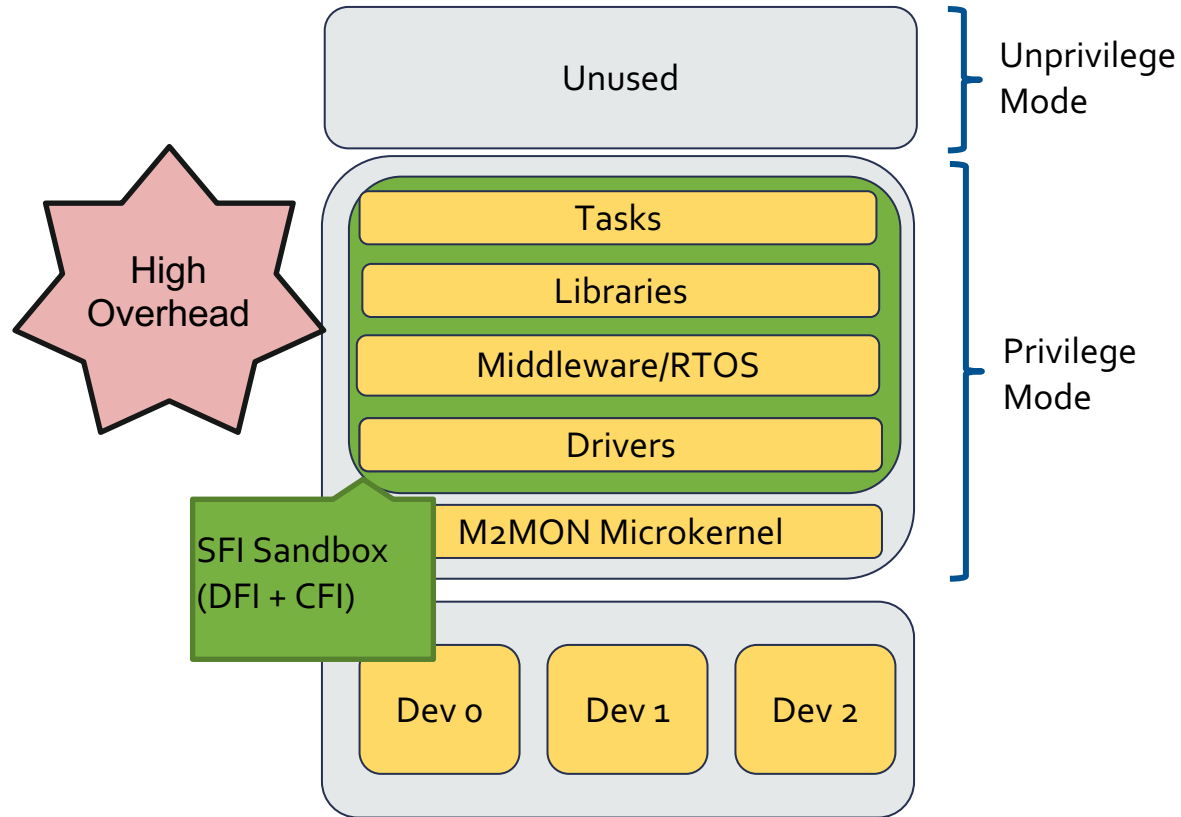 Unused
Unprivilege
Mode
High
Overhead
Tasks
Libraries
Middleware/RTOS
Drivers
Privilege
Mode
M2MON Microkernel
SFI Sandbox
(DFI + CFI)
Dev 0
Dev 1
Dev 2